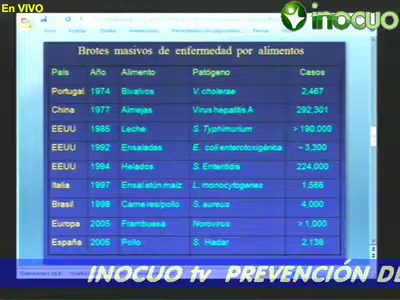 En VIVO
inocuo
Brotes masivos de enfermedad por alimentos
País Año Alimento Patógeno Casos
Portugal 1974 Bivalvos V. cholerae 2,467
China 1977 Almejas Virus hepatitis A 292,301
EEUU 1985 Leche S. Typhimurium > 190,000
EEUU 1992 Ensaladas E. coli enterotoxigénica ~ 3,300
EEUU 1994 Helados S. Enteritidis 224,000
Italia 1997 Ensal atún maíz L. monocytogenes 1,566
Brasil 1998 Carne res/pollo S. aureus 4,000
Europa 2005 Frambuesa Norovirus > 1,000
España 2005 Pollo S. Hadar 2,138
INOCUO tv PREVENCIÓN DE